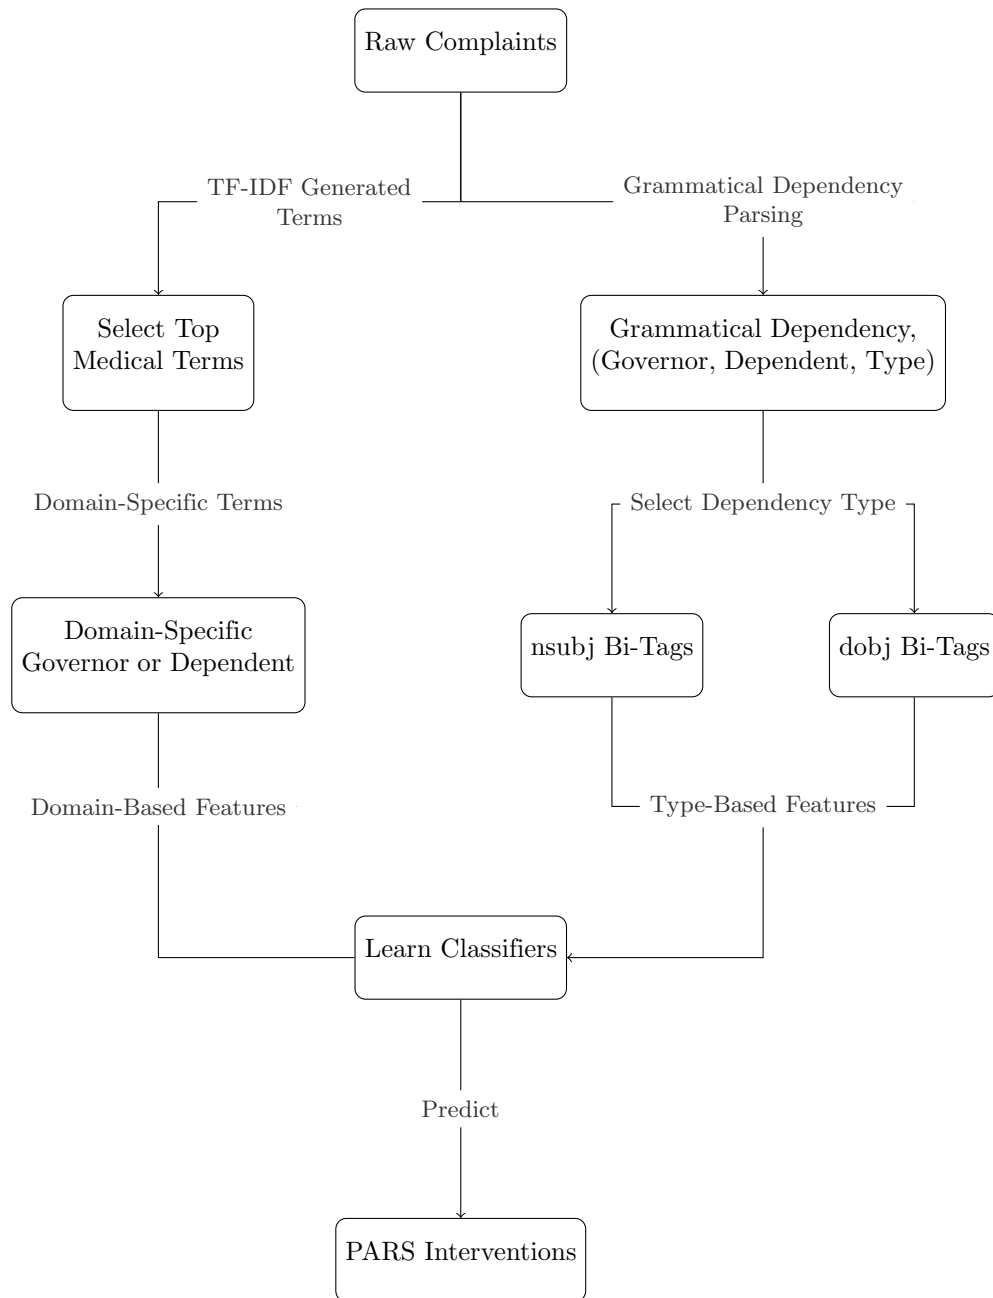 Raw Complaints
TF-IDF Generated
Terms
Grammatical Dependency
Parsing
Select Top
Medical Terms
Grammatical Dependency,
(Governor, Dependent, Type)
Domain-Specific Terms
Select Dependency Type
Domain-Specific
Governor or Dependent
nsubj Bi-Tags
dobj Bi-Tags
Domain-Based Features
Type-Based Features
Learn Classifiers
Predict
PARS Interventions